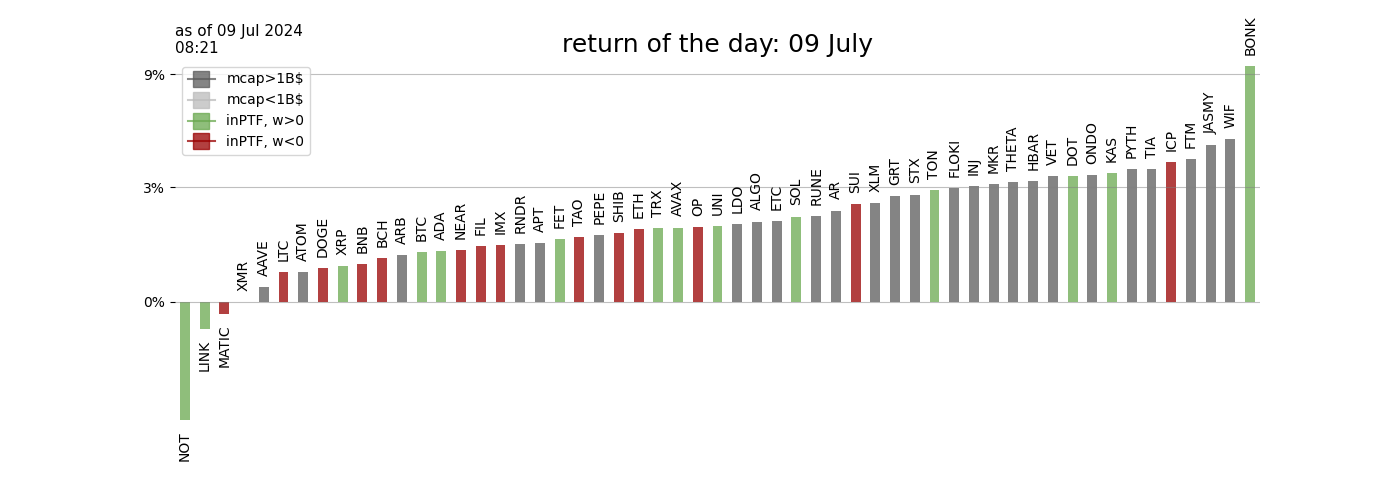 as of 09 Jul 2024
08:21
return of the day: 09 July
mcap>1B$
mcap<1B$
inPTF, w>0
inPTF, w<0
9%
3%
0%
NOT
LINK
MATIC
XMR
AAVE
LTC
ATOM
DOGE
XRP
BNB
BCH
ARB
BTC
ADA
NEAR
FIL
IMX
RNDR
APT
FET
TAO
PEPE
SHIB
ETH
TRX
AVAX
OP
UNI
LDO
ALGO
ETC
SOL
RUNE
AR
SUI
XLM
GRT
STX
TON
FLOKI
INJ
MKR
THETA
HBAR
VET
DOT
ONDO
KAS
PYTH
TIA
ICP
FTM
JASMY
WIF
BONK